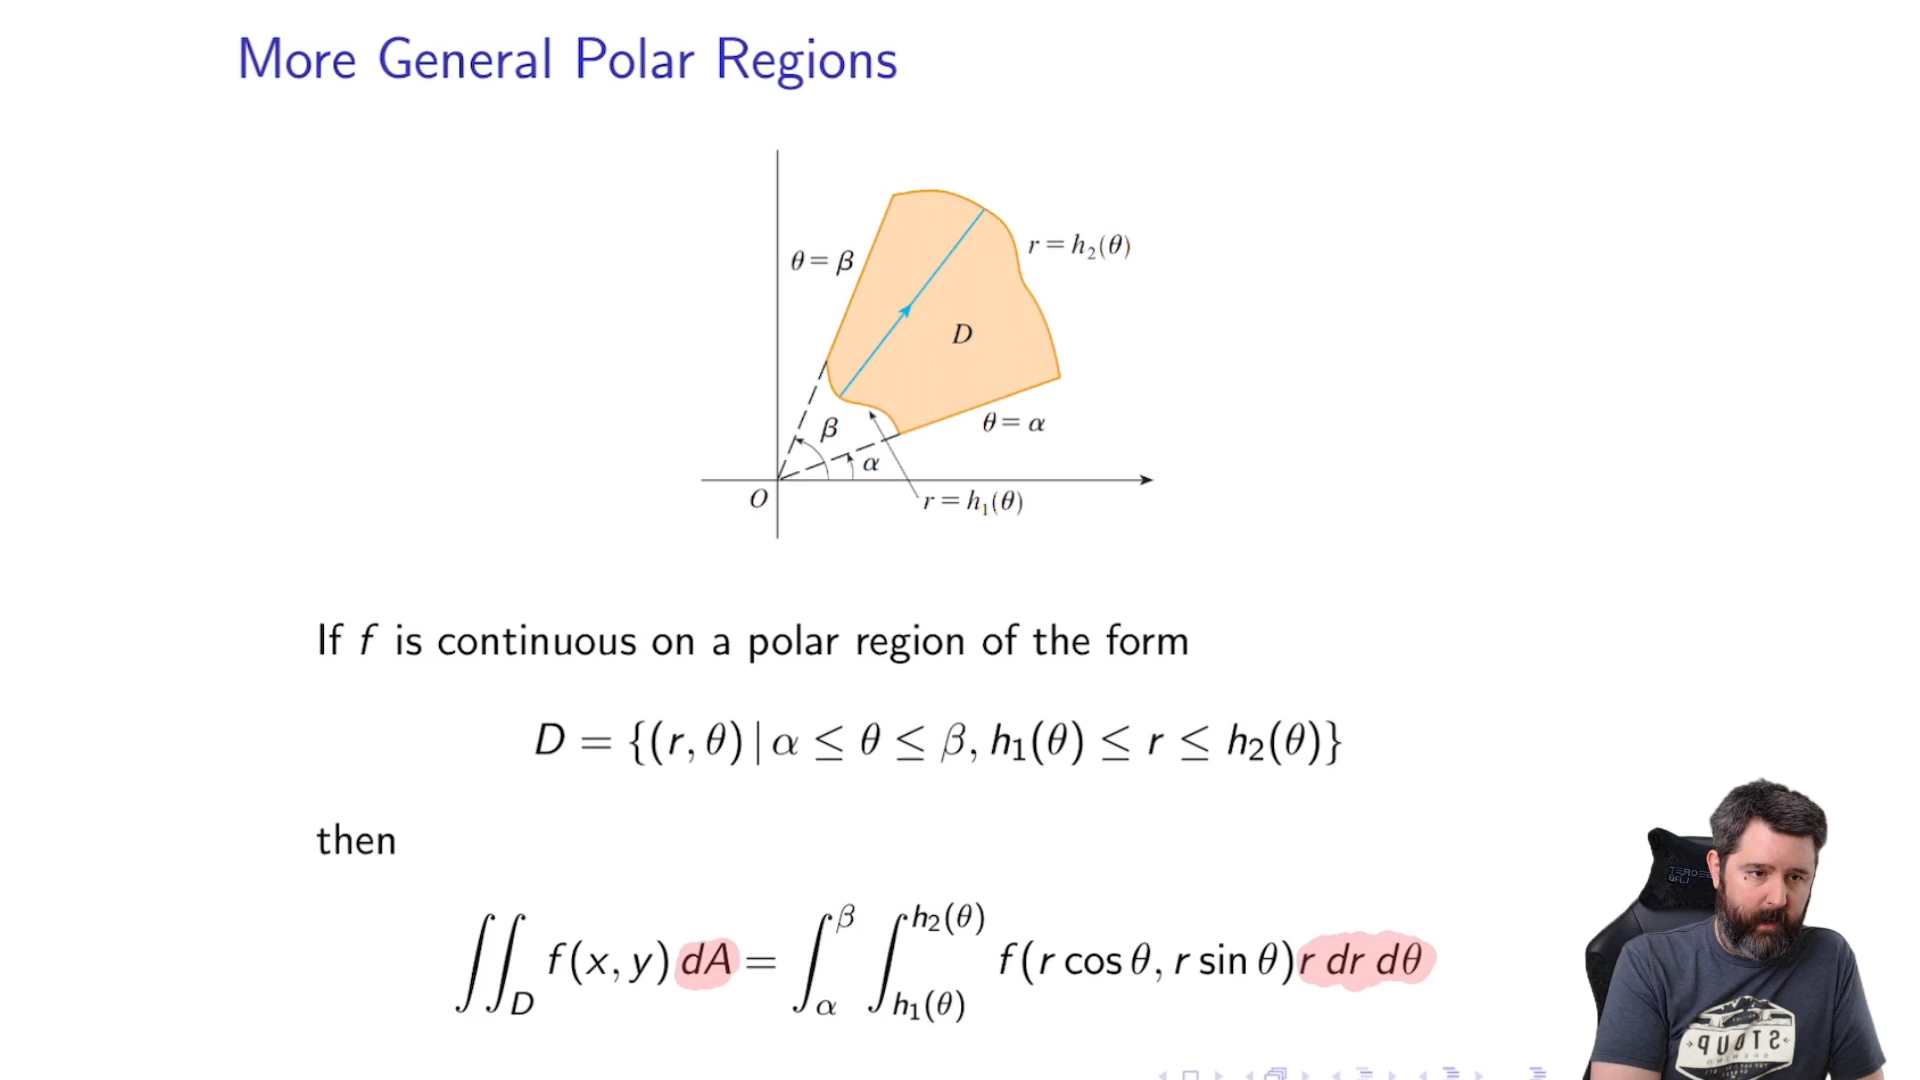 More General Polar Regions
θ = β
r = h₂(θ)
D
θ = α
β
α
O
r = h₁(θ)
If f is continuous on a polar region of the form
D = {(r, θ) | α ≤ θ ≤ β, h₁(θ) ≤ r ≤ h₂(θ)}
then
∬_D f(x, y) dA = ∫_α^β ∫_{h₁(θ)}^{h₂(θ)} f(r cos θ, r sin θ) r dr dθ
STOUP